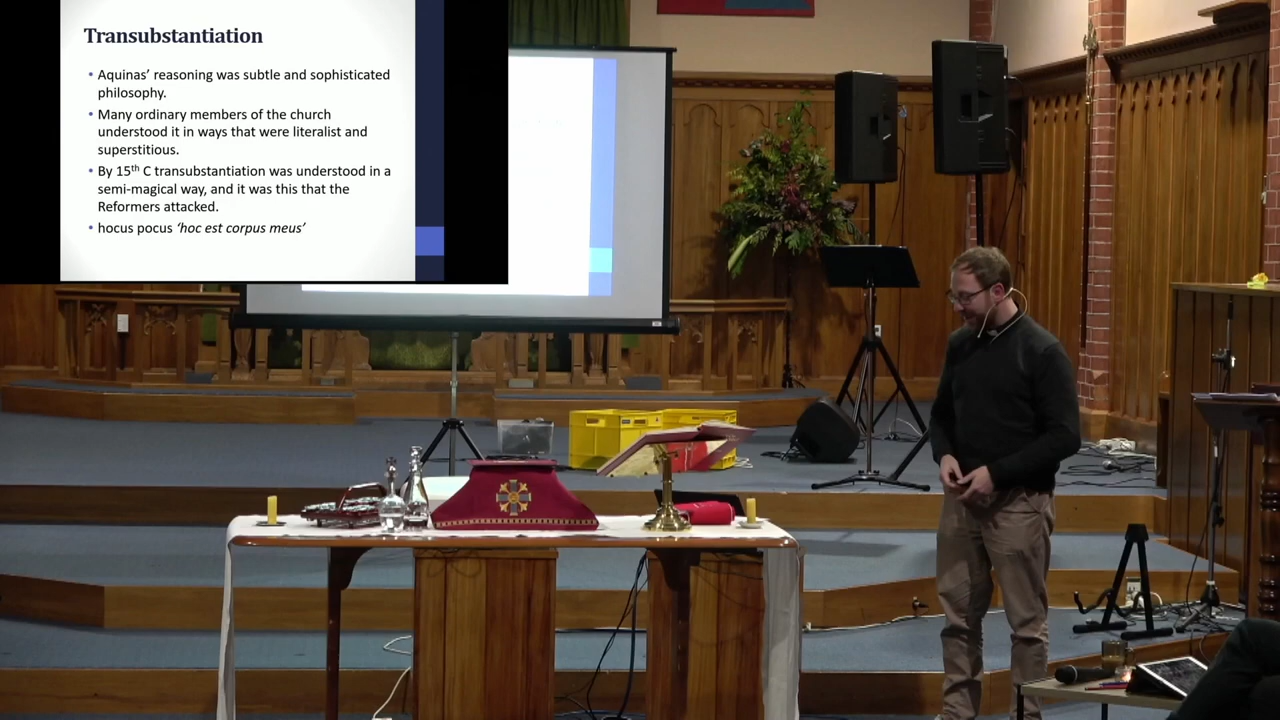 Transubstantiation
• Aquinas’ reasoning was subtle and sophisticated
philosophy.
• Many ordinary members of the church
understood it in ways that were literalist and
superstitious.
• By 15th C transubstantiation was understood in a
semi-magical way, and it was this that the
Reformers attacked.
• hocus pocus ‘hoc est corpus meus’